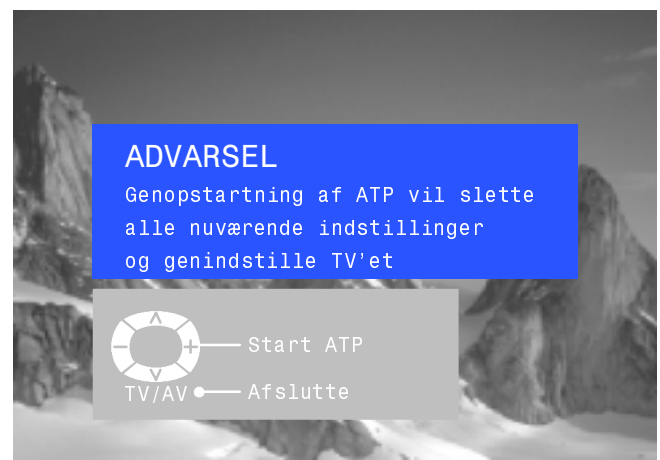 ADVARSEL
Genopstartning af ATP vil slette
alle nuværende indstillinger
og genindstille TV'et
Start ATP
TV/AV Afslutte